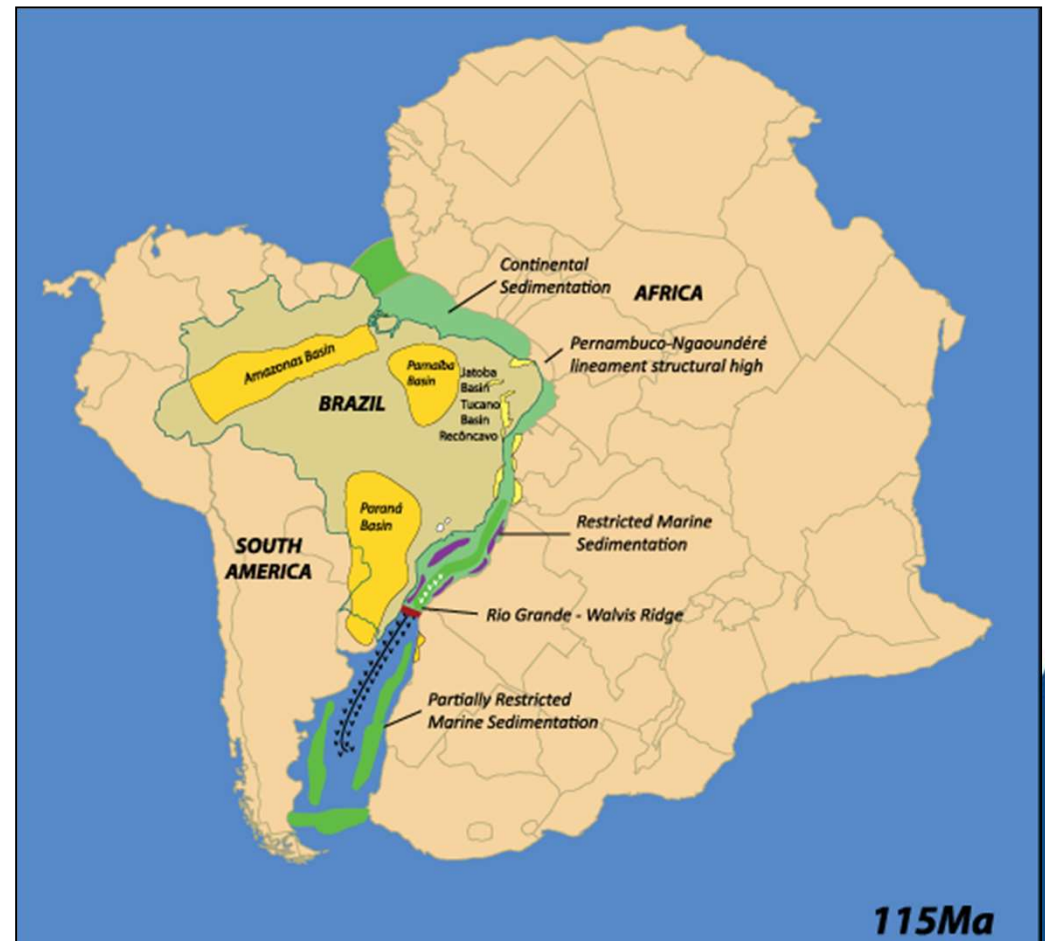 Continental
Sedimentation
AFRICA
Pernambuco-Ngaoundéré
lineament structural high
Amazonas Basin
Parnaíba
Basin
Jatoba
Basin
Tucano
Basin
Recôncavo
BRAZIL
Paraná
Basin
Restricted Marine
Sedimentation
SOUTH
AMERICA
Rio Grande - Walvis Ridge
Partially Restricted
Marine Sedimentation
115Ma